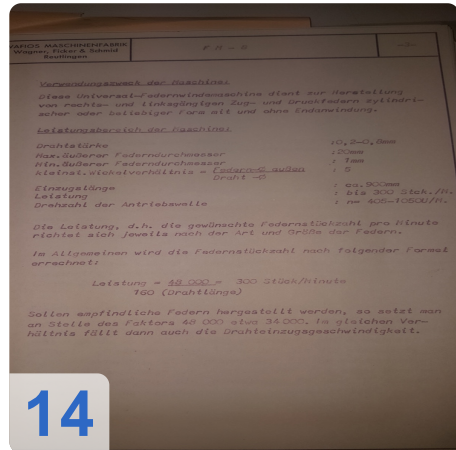 WAFIOS MASCHINENFABRIK
Wagner, Ficker & Schmid
Reutlingen
Verwendungszweck der Maschine:
Diese Universal-Federnwindemaschine dient zur Herstellung
von rechts- und linksgängigen Zug- und Druckfedern zylindri-
scher oder beliebiger Form mit und ohne Endanwindung.
Leistungsbereich der Maschine:
Drahtstärke :0,2-0,8mm
Max.äußerer Federndurchmesser : 20mm
Min.äußerer Federndurchmesser : 1mm
kleinst.Wickelverhältnis = Federn-Ø außen : 5
Draht -Ø
Einzugslänge : ca.900mm
Leistung : bis 300 Stck./M.
Drehzahl der Antriebswelle : n= 405-1050U/M.
Die Leistung, d.h. die gewünschte Federnstückzahl pro Minute
richtet sich jeweils nach der Art und Größe der Federn.
Im Allgemeinen wird die Federnstückzahl nach folgender Formel
errechnet:
Leistung = 48 000 = 300 Stück/Minute
160 (Drahtlänge)
Sollen empfindliche Federn hergestellt werden, so setzt man
an Stelle des Faktors 48 000 etwa 34 000. Im gleichen Ver-
hältnis fällt dann auch die Drahteinzugsgeschwindigkeit.
14